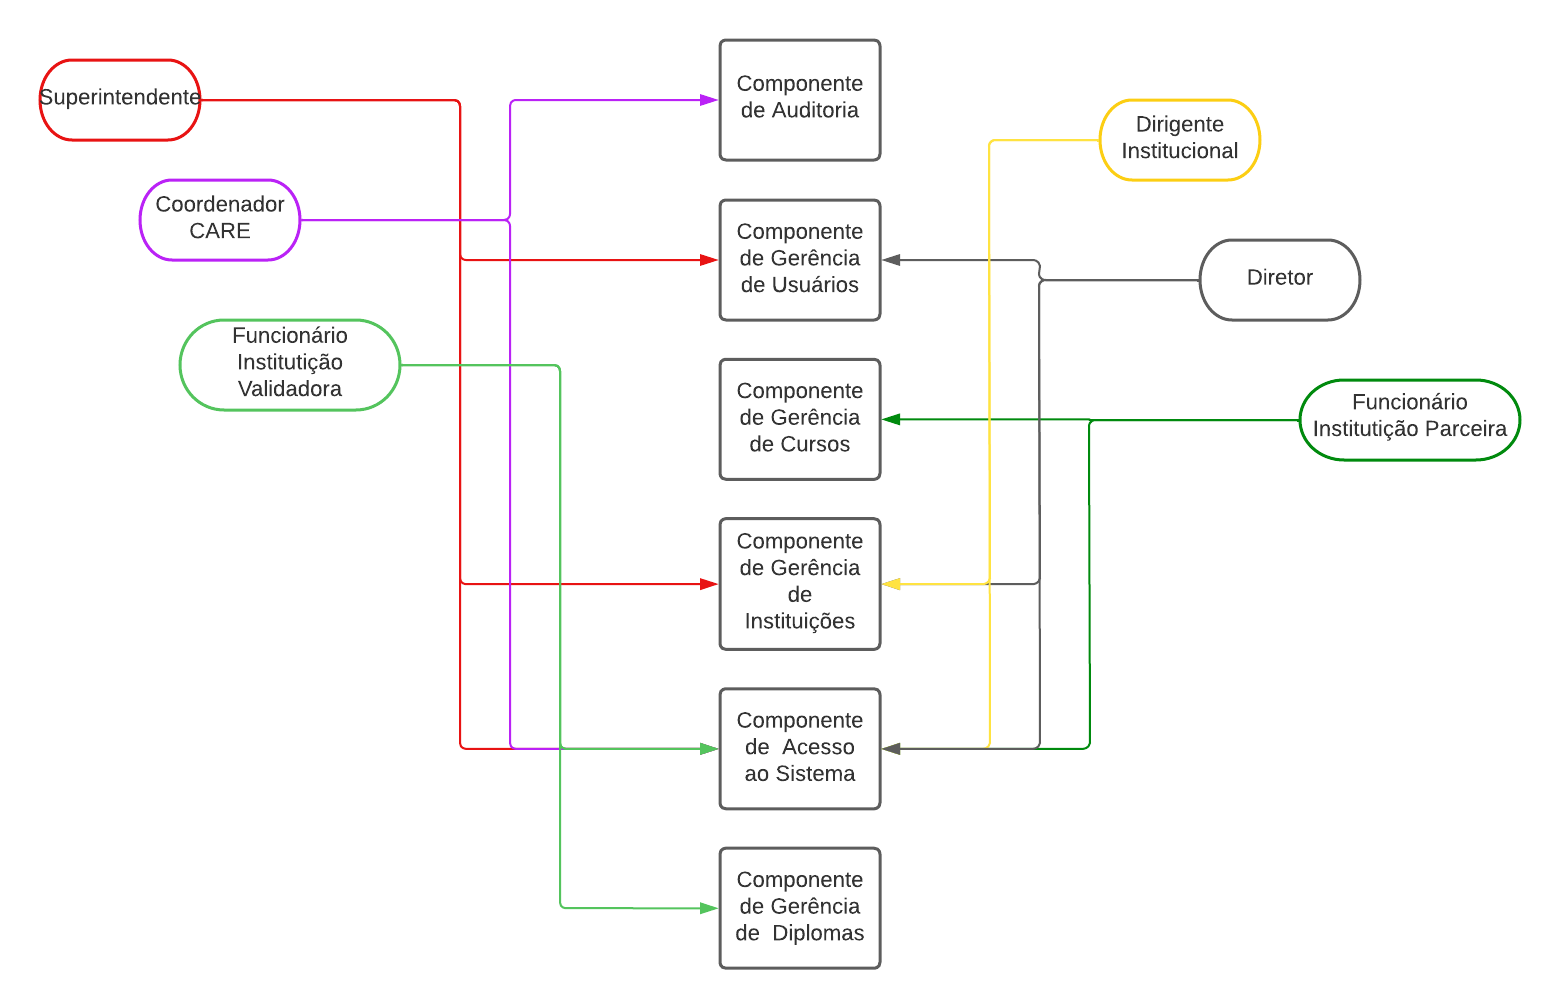 Superintendente
Coordenador
CARE
Funcionário
Institutição
Validadora
Componente
de Auditoria
Componente
de Gerência
de Usuários
Componente
de Gerência
de Cursos
Componente
de Gerência
de
Instituições
Componente
de  Acesso
ao Sistema
Componente
de Gerência
de  Diplomas
Dirigente
Institucional
Diretor
Funcionário
Institutição Parceira